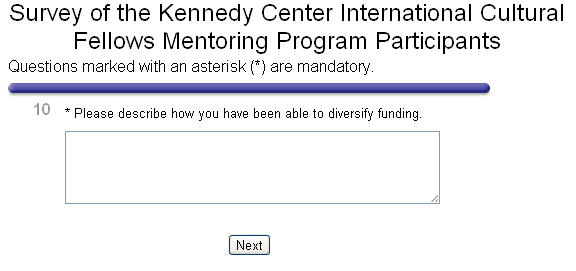 Survey of the Kennedy Center International Cultural
Fellows Mentoring Program Participants
Questions marked with an asterisk (*) are mandatory.
10 * Please describe how you have been able to diversify funding.
Next